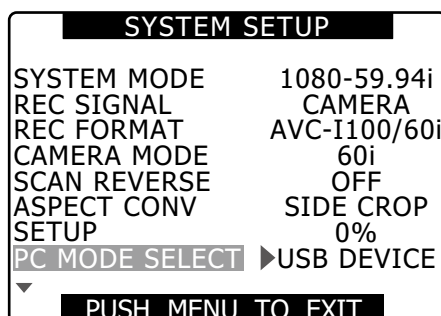 SYSTEM SETUP
SYSTEM MODE 1080-59.94i
REC SIGNAL CAMERA
REC FORMAT AVC-I100/60i
CAMERA MODE 60i
SCAN REVERSE OFF
ASPECT CONV SIDE CROP
SETUP 0%
PC MODE SELECT ▶USB DEVICE
PUSH MENU TO EXIT